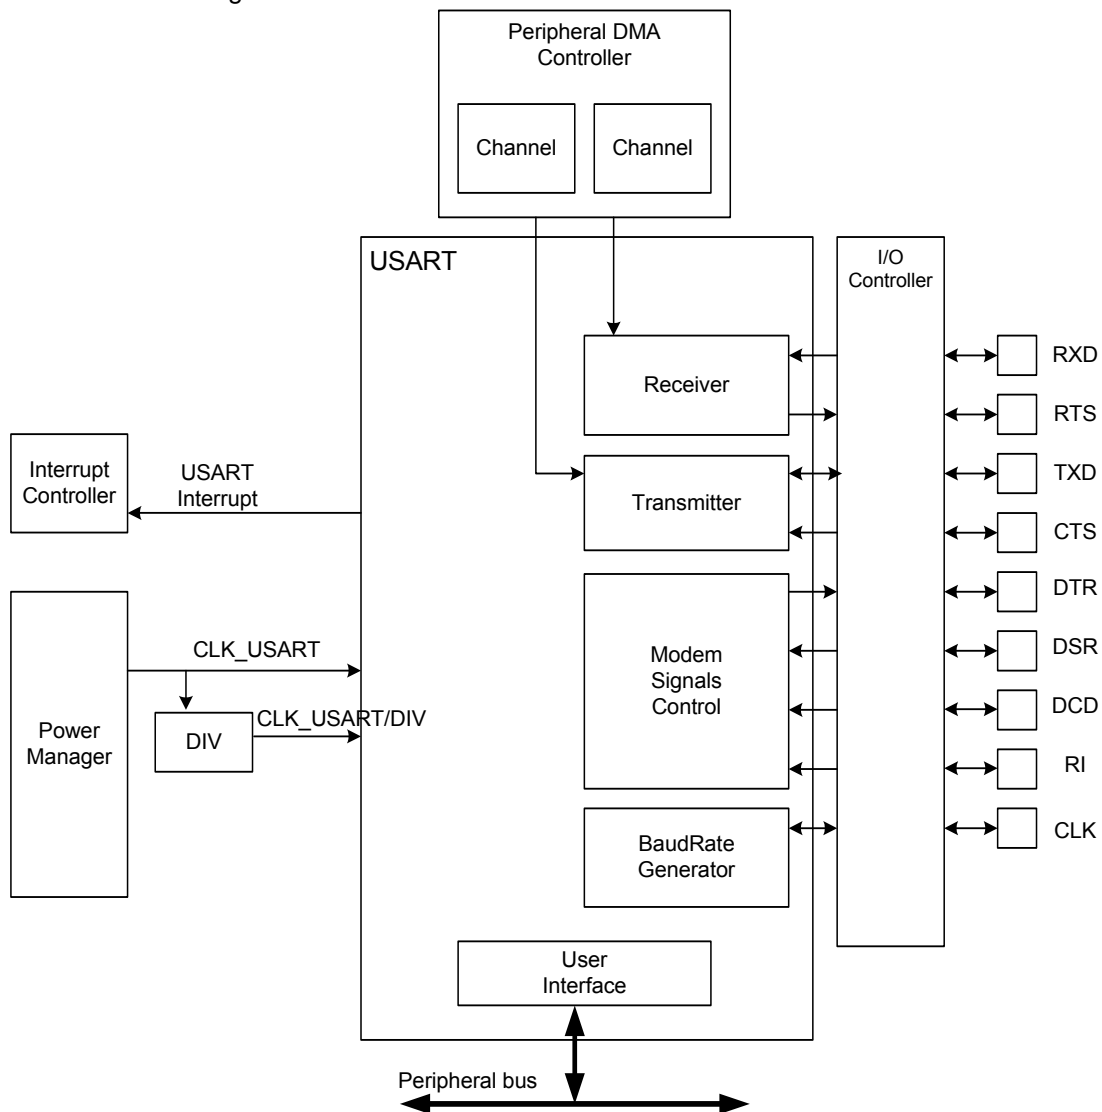 Peripheral DMA
Controller
Channel
Channel
USART
I/O
Controller
Receiver
RXD
RTS
Interrupt
Controller
USART
Interrupt
Transmitter
TXD
CTS
DTR
CLK_USART
Modem
Signals
Control
DSR
CLK_USART/DIV
DCD
Power
Manager
DIV
RI
BaudRate
Generator
CLK
User
Interface
Peripheral bus